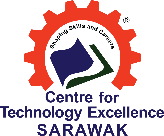 Shaping Skills and Careers
®
Centre for
Technology Excellence
SARAWAK